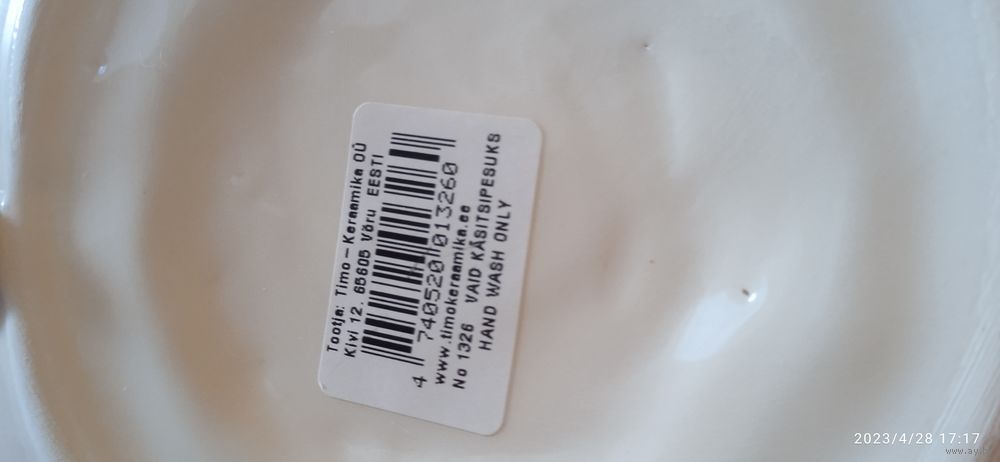 Tootja: Timo-Keraamika OÜ
Kivi 12. 65605 Võru EESTI
4 740520 013260
www.timokeraamika.ee
No 1326 VAID KÄSITSIPESUKS
HAND WASH ONLY
2023/4/28 17:17